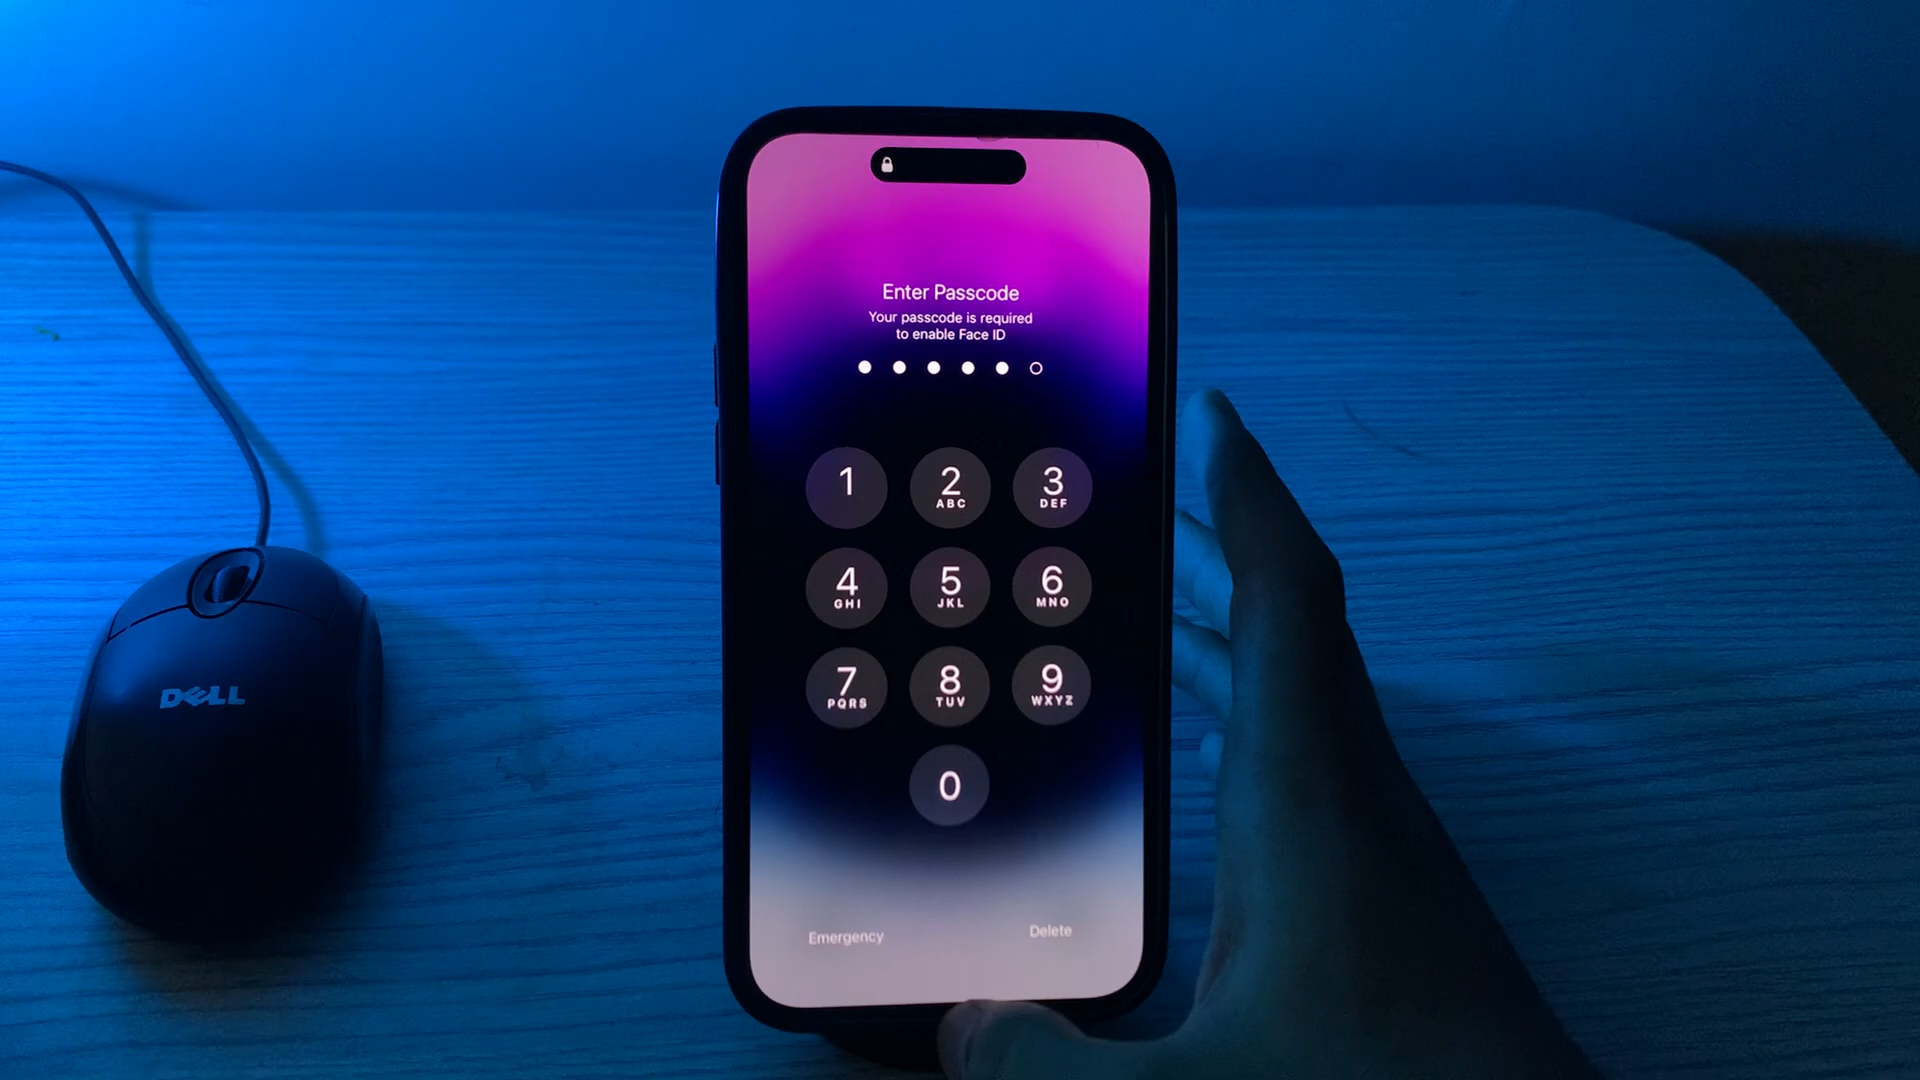 Enter Passcode
Your passcode is required
to enable Face ID
1
2
ABC
3
DEF
4
GHI
5
JKL
6
MNO
7
PQRS
8
TUV
9
WXYZ
0
Emergency
Delete
DELL